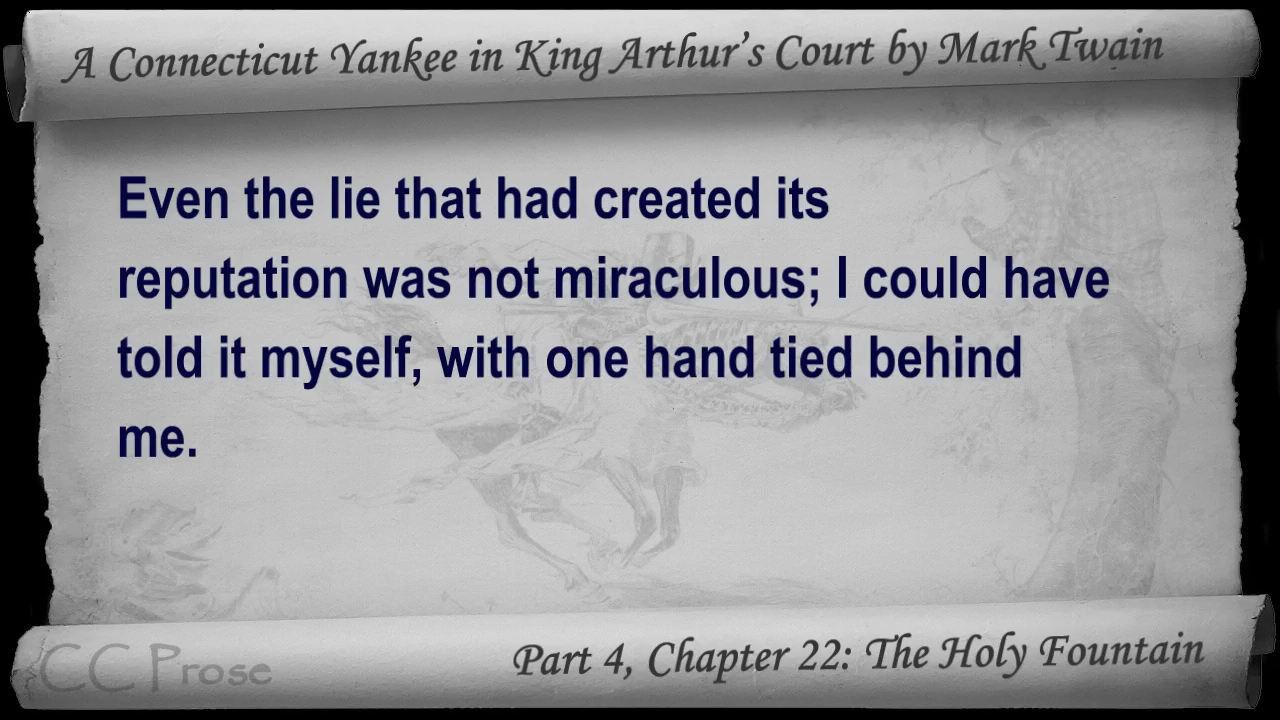 A Connecticut Yankee in King Arthur's Court by Mark Twain
Even the lie that had created its
reputation was not miraculous; I could have
told it myself, with one hand tied behind
me.
CC Prose
Part 4, Chapter 22: The Holy Fountain